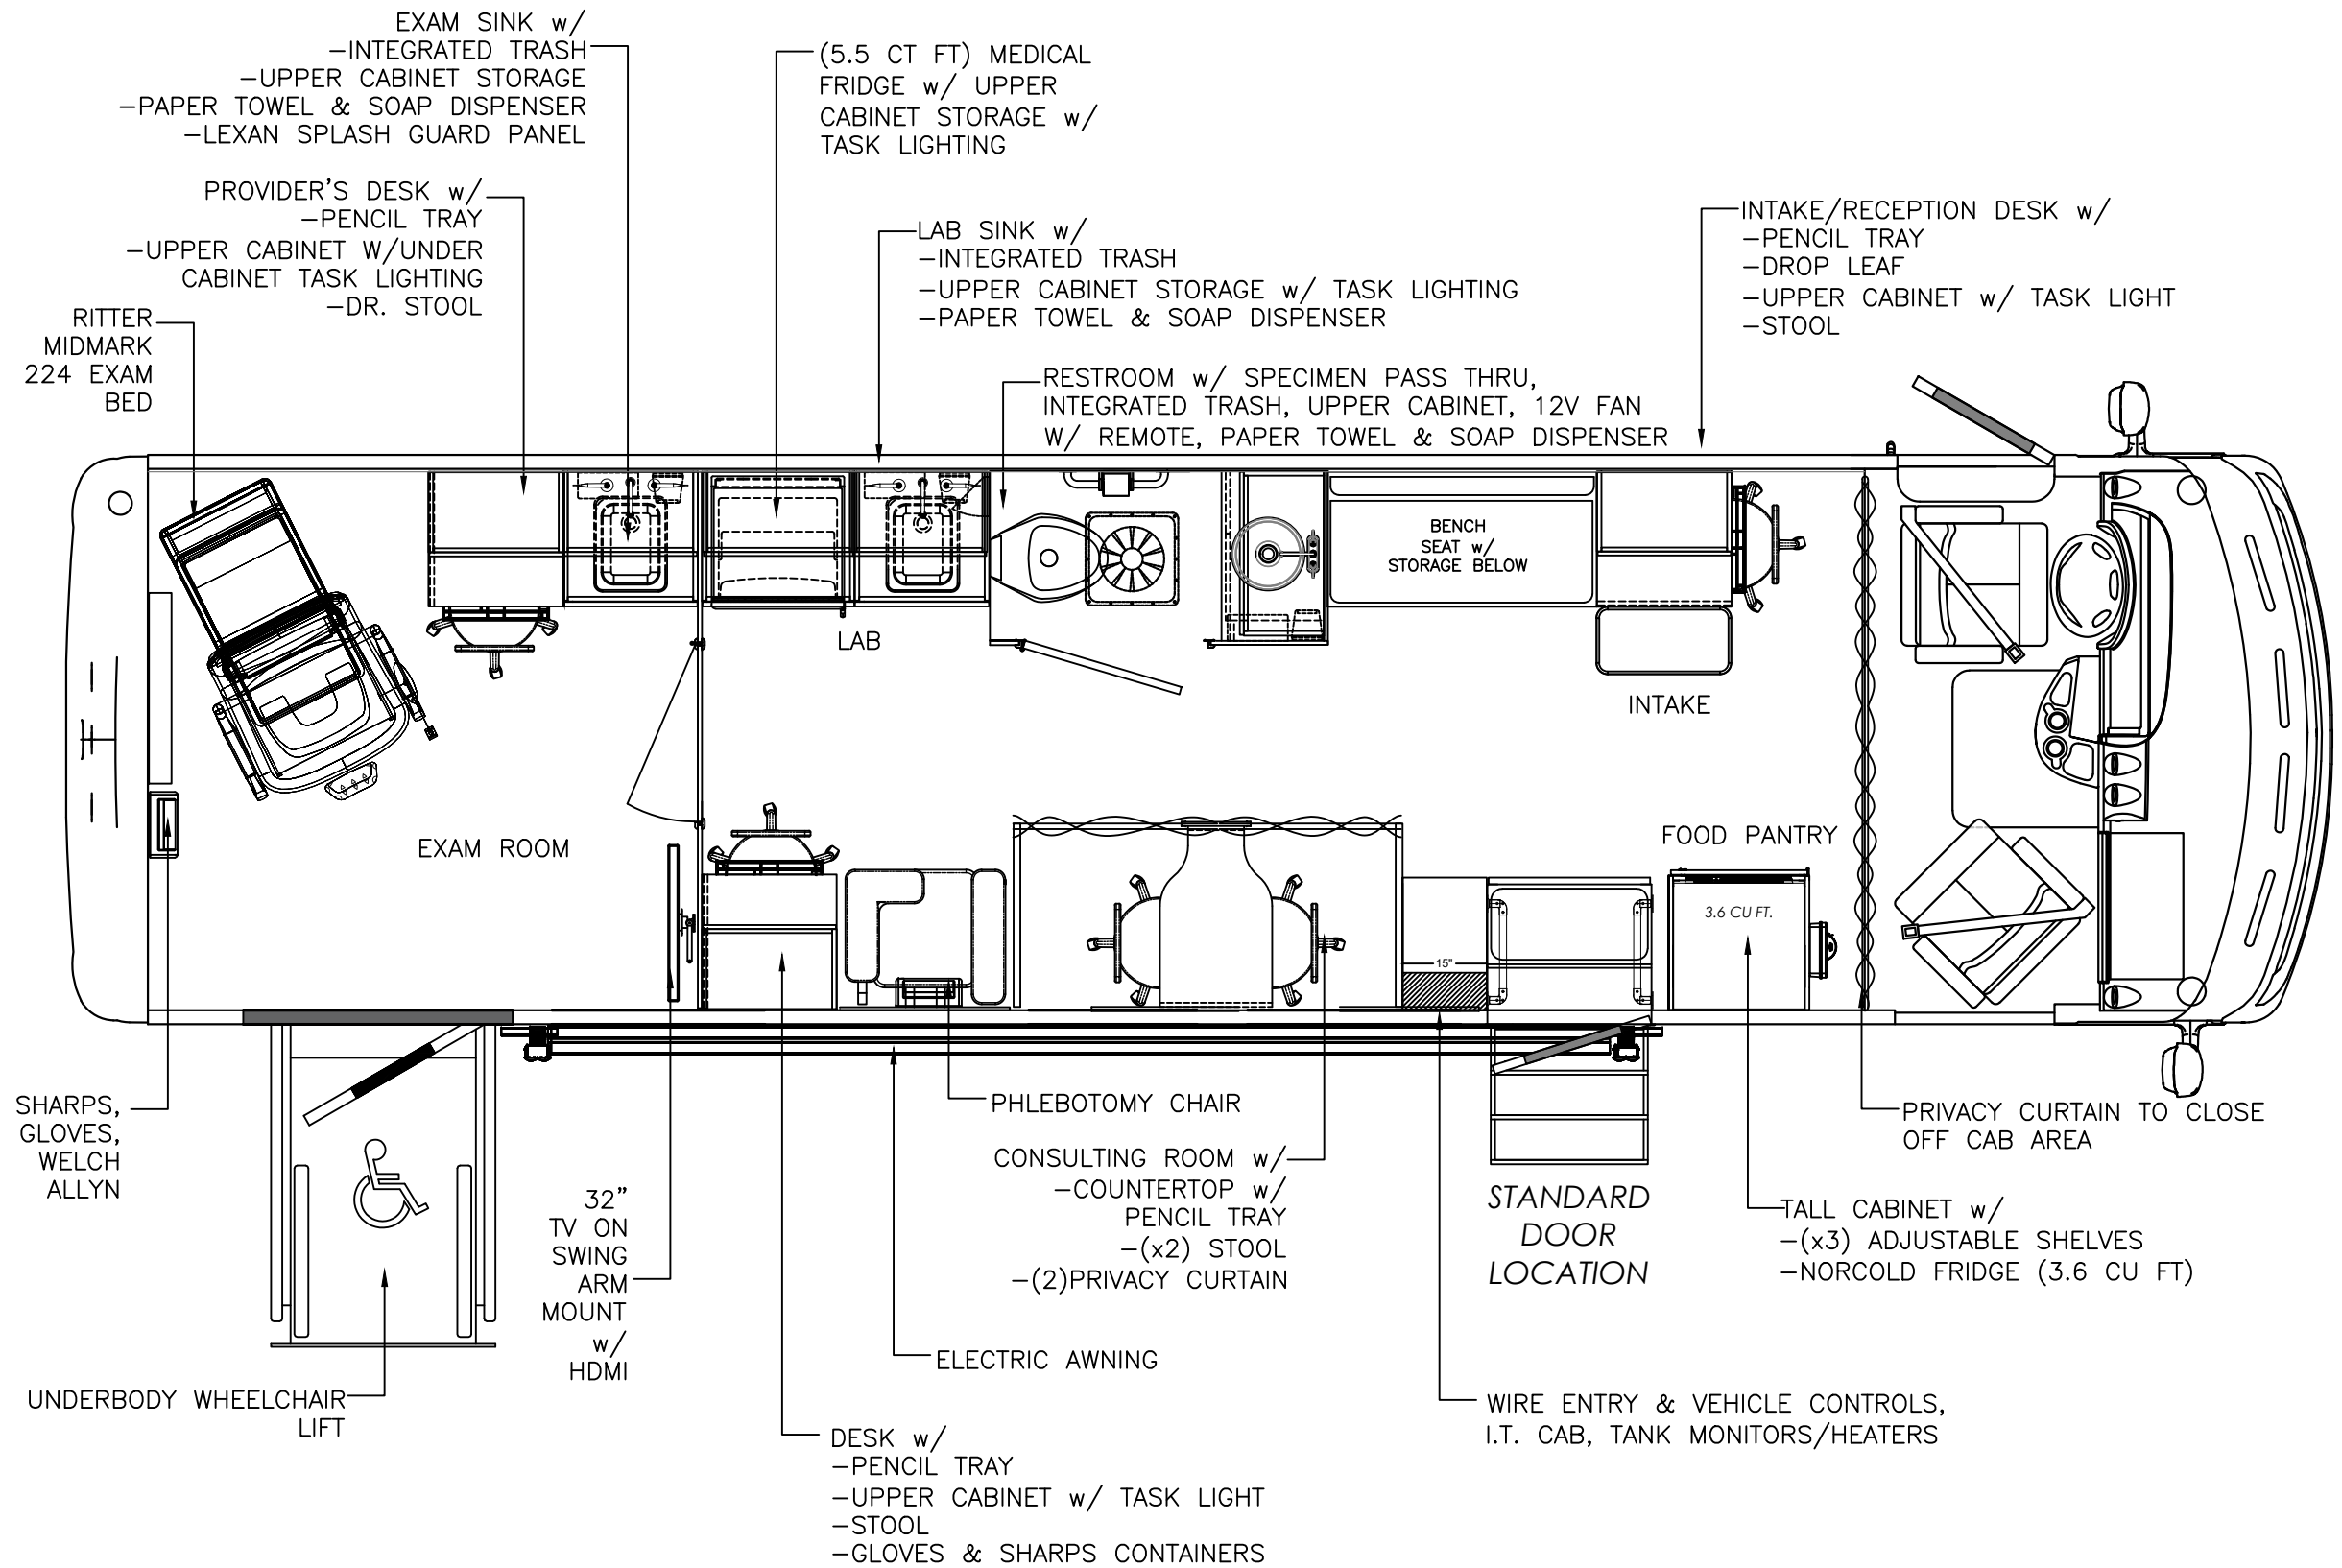 EXAM SINK w/
-INTEGRATED TRASH
-UPPER CABINET STORAGE
-PAPER TOWEL & SOAP DISPENSER
-LEXAN SPLASH GUARD PANEL
(5.5 CT FT) MEDICAL
FRIDGE w/ UPPER
CABINET STORAGE w/
TASK LIGHTING
PROVIDER'S DESK w/
-PENCIL TRAY
-UPPER CABINET W/UNDER
CABINET TASK LIGHTING
-DR. STOOL
LAB SINK w/
-INTEGRATED TRASH
-UPPER CABINET STORAGE w/ TASK LIGHTING
-PAPER TOWEL & SOAP DISPENSER
INTAKE/RECEPTION DESK w/
-PENCIL TRAY
-DROP LEAF
-UPPER CABINET w/ TASK LIGHT
-STOOL
RITTER
MIDMARK
224 EXAM
BED
RESTROOM w/ SPECIMEN PASS THRU,
INTEGRATED TRASH, UPPER CABINET, 12V FAN
W/ REMOTE, PAPER TOWEL & SOAP DISPENSER
BENCH
SEAT w/
STORAGE BELOW
LAB
INTAKE
EXAM ROOM
FOOD PANTRY
3.6 CU FT.
15"
SHARPS,
GLOVES,
WELCH
ALLYN
32"
TV ON
SWING
ARM
MOUNT
w/
HDMI
PHLEBOTOMY CHAIR
CONSULTING ROOM w/
-COUNTERTOP w/
PENCIL TRAY
-(x2) STOOL
-(2)PRIVACY CURTAIN
STANDARD
DOOR
LOCATION
PRIVACY CURTAIN TO CLOSE
OFF CAB AREA
TALL CABINET w/
-(x3) ADJUSTABLE SHELVES
-NORCOLD FRIDGE (3.6 CU FT)
UNDERBODY WHEELCHAIR
LIFT
ELECTRIC AWNING
WIRE ENTRY & VEHICLE CONTROLS,
I.T. CAB, TANK MONITORS/HEATERS
DESK w/
-PENCIL TRAY
-UPPER CABINET w/ TASK LIGHT
-STOOL
-GLOVES & SHARPS CONTAINERS